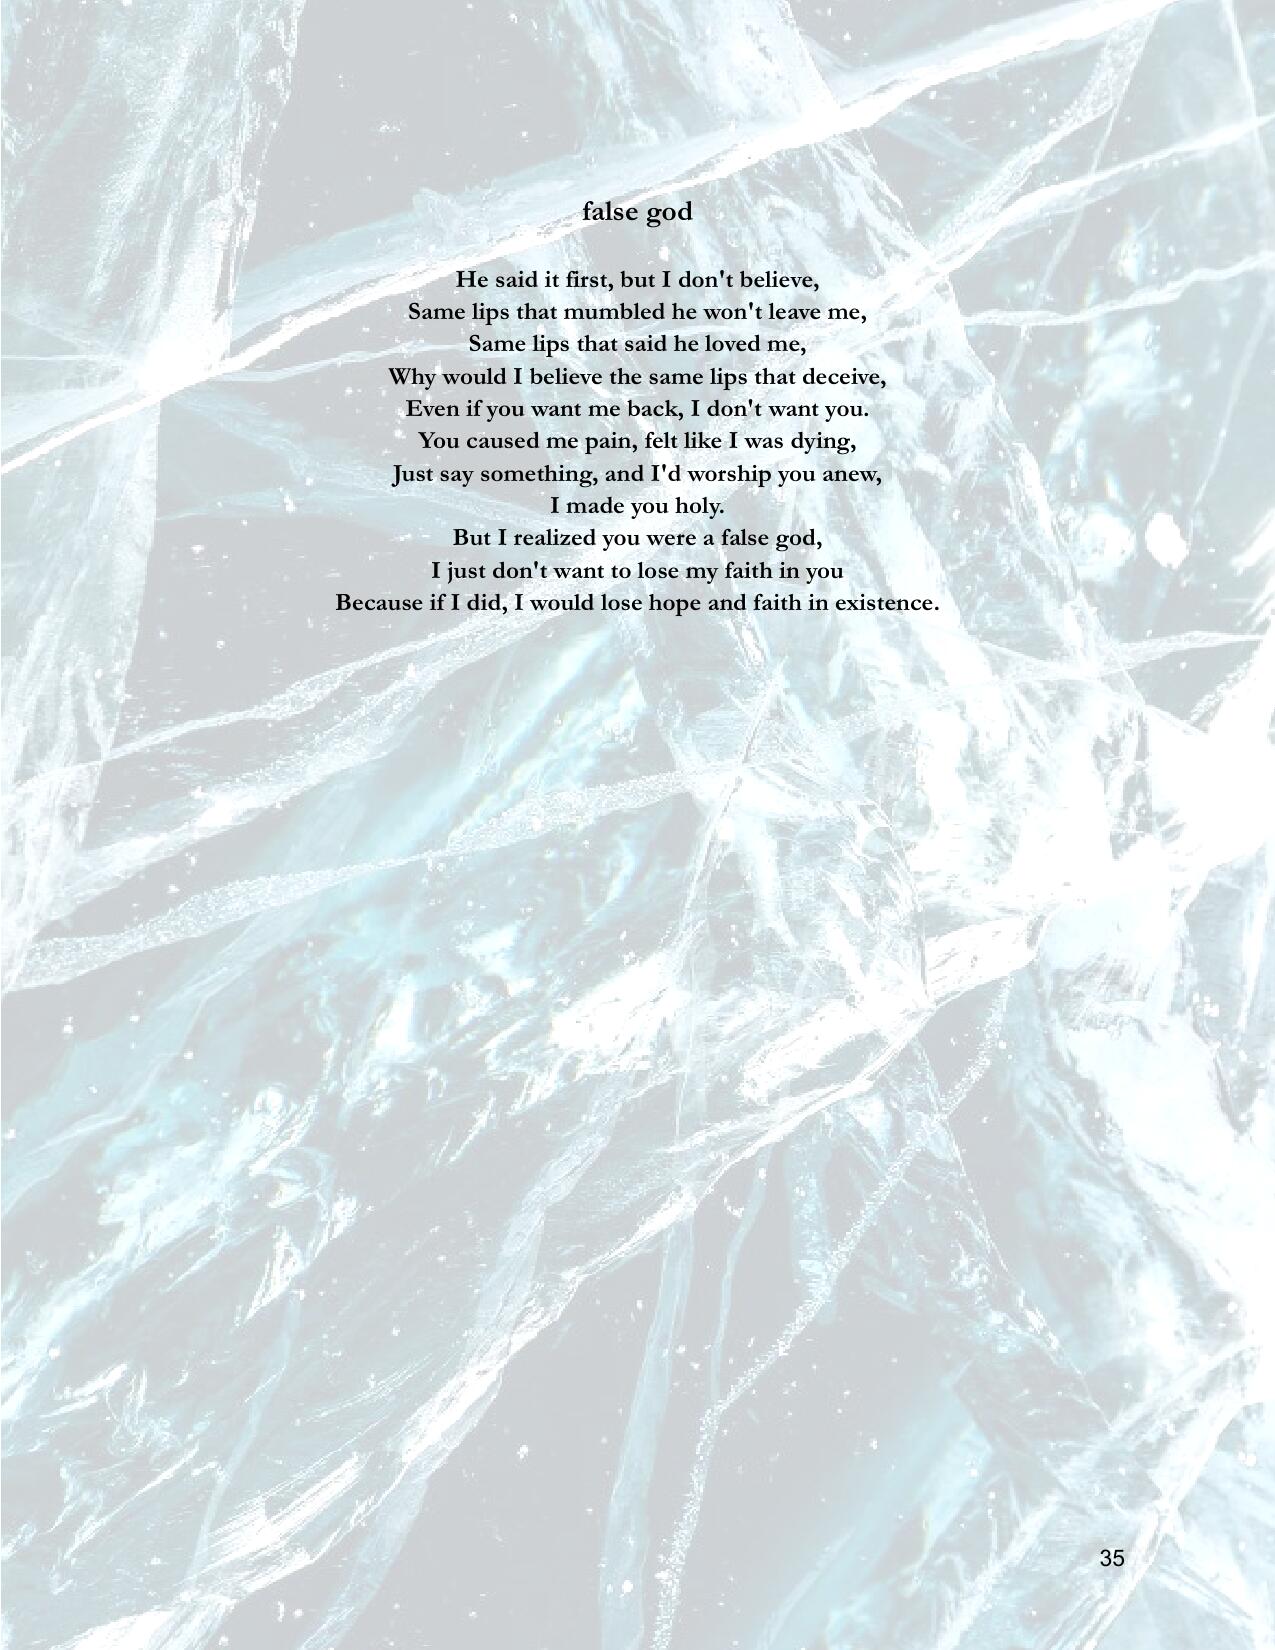 false god
He said it first, but I don't believe,
Same lips that mumbled he won't leave me,
Same lips that said he loved me,
Why would I believe the same lips that deceive,
Even if you want me back, I don't want you.
You caused me pain, felt like I was dying,
Just say something, and I'd worship you anew,
I made you holy.
But I realized you were a false god,
I just don't want to lose my faith in you
Because if I did, I would lose hope and faith in existence.
35